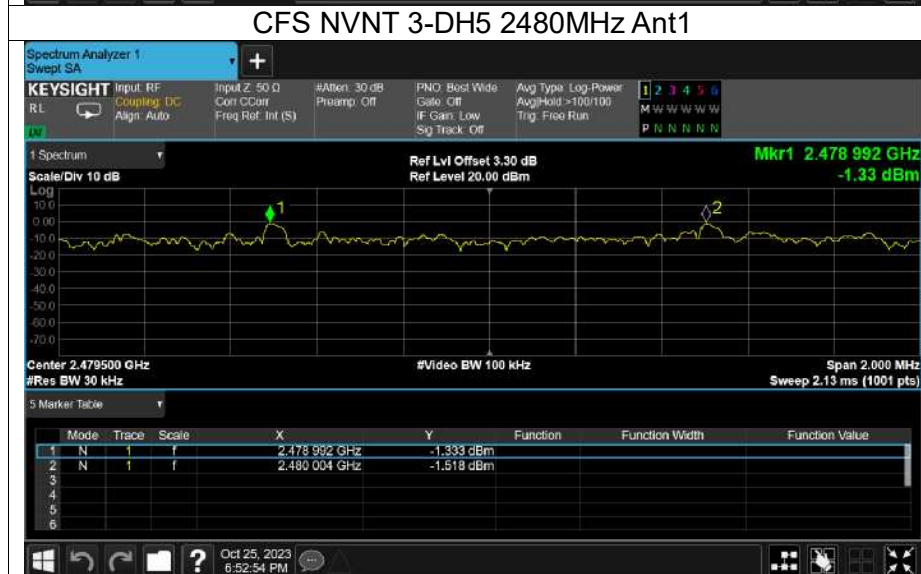 CFS NVNT 3-DH5 2480MHz Ant1
Spectrum Analyzer 1
Swept SA
+
KEYSIGHT Input: RF Input Z: 50 Ω #Atten: 30 dB PNO: Best Wide Avg Type: Log-Power 1 2 3 4 5 6
RL Coupling: DC Corr CCorr Preamp: Off Gate: Off Avg|Hold:>100/100 M W W W W W
Align: Auto Freq Ref: Int (S) IF Gain: Low Trig: Free Run
Sig Track: Off P N N N N N
1 Spectrum
Ref Lvl Offset 3.30 dB Mkr1 2.478 992 GHz
Scale/Div 10 dB Ref Level 20.00 dBm -1.33 dBm
Log
10.0
0.00
-10.0
-20.0
-30.0
-40.0
-50.0
-60.0
-70.0
1
2
Center 2.479500 GHz #Video BW 100 kHz Span 2.000 MHz
#Res BW 30 kHz Sweep 2.13 ms (1001 pts)
5 Marker Table
Mode Trace Scale X Y Function Function Width Function Value
1 N 1 f 2.478 992 GHz -1.333 dBm
2 N 1 f 2.480 004 GHz -1.518 dBm
3
4
5
6
? Oct 25, 2023
6:52:54 PM